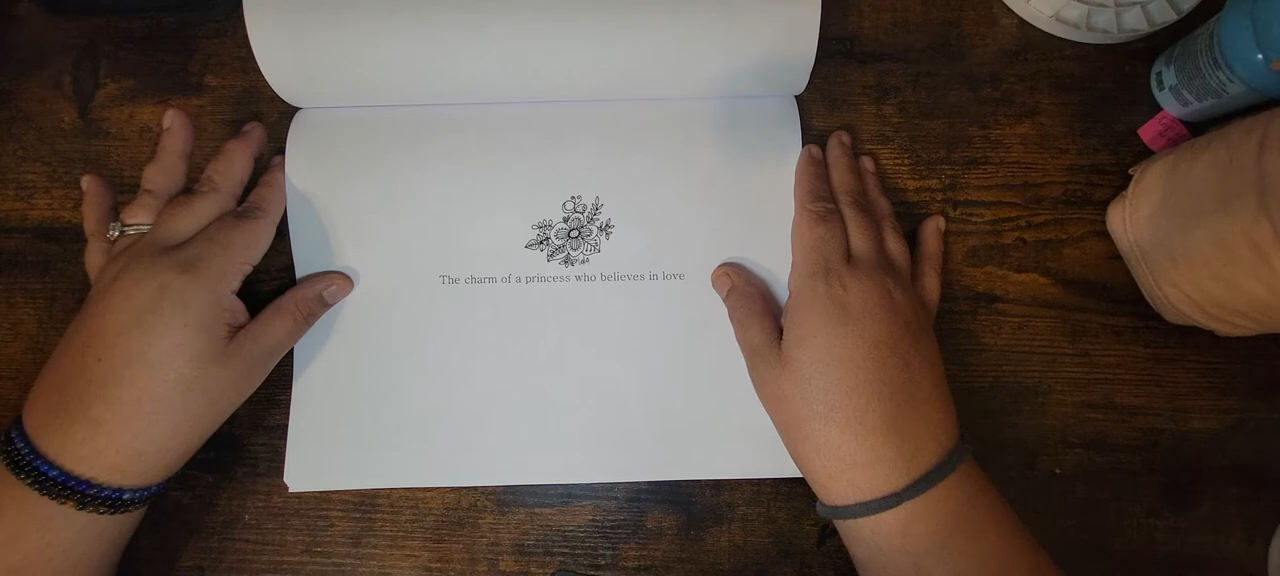 The charm of a princess who believes in love